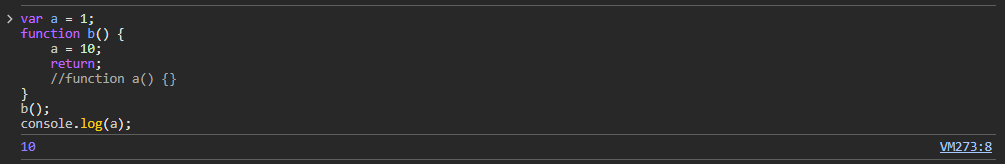 var a = 1;
function b() {
    a = 10;
    return;
    //function a() {}
}
b();
console.log(a);
10 VM273:8